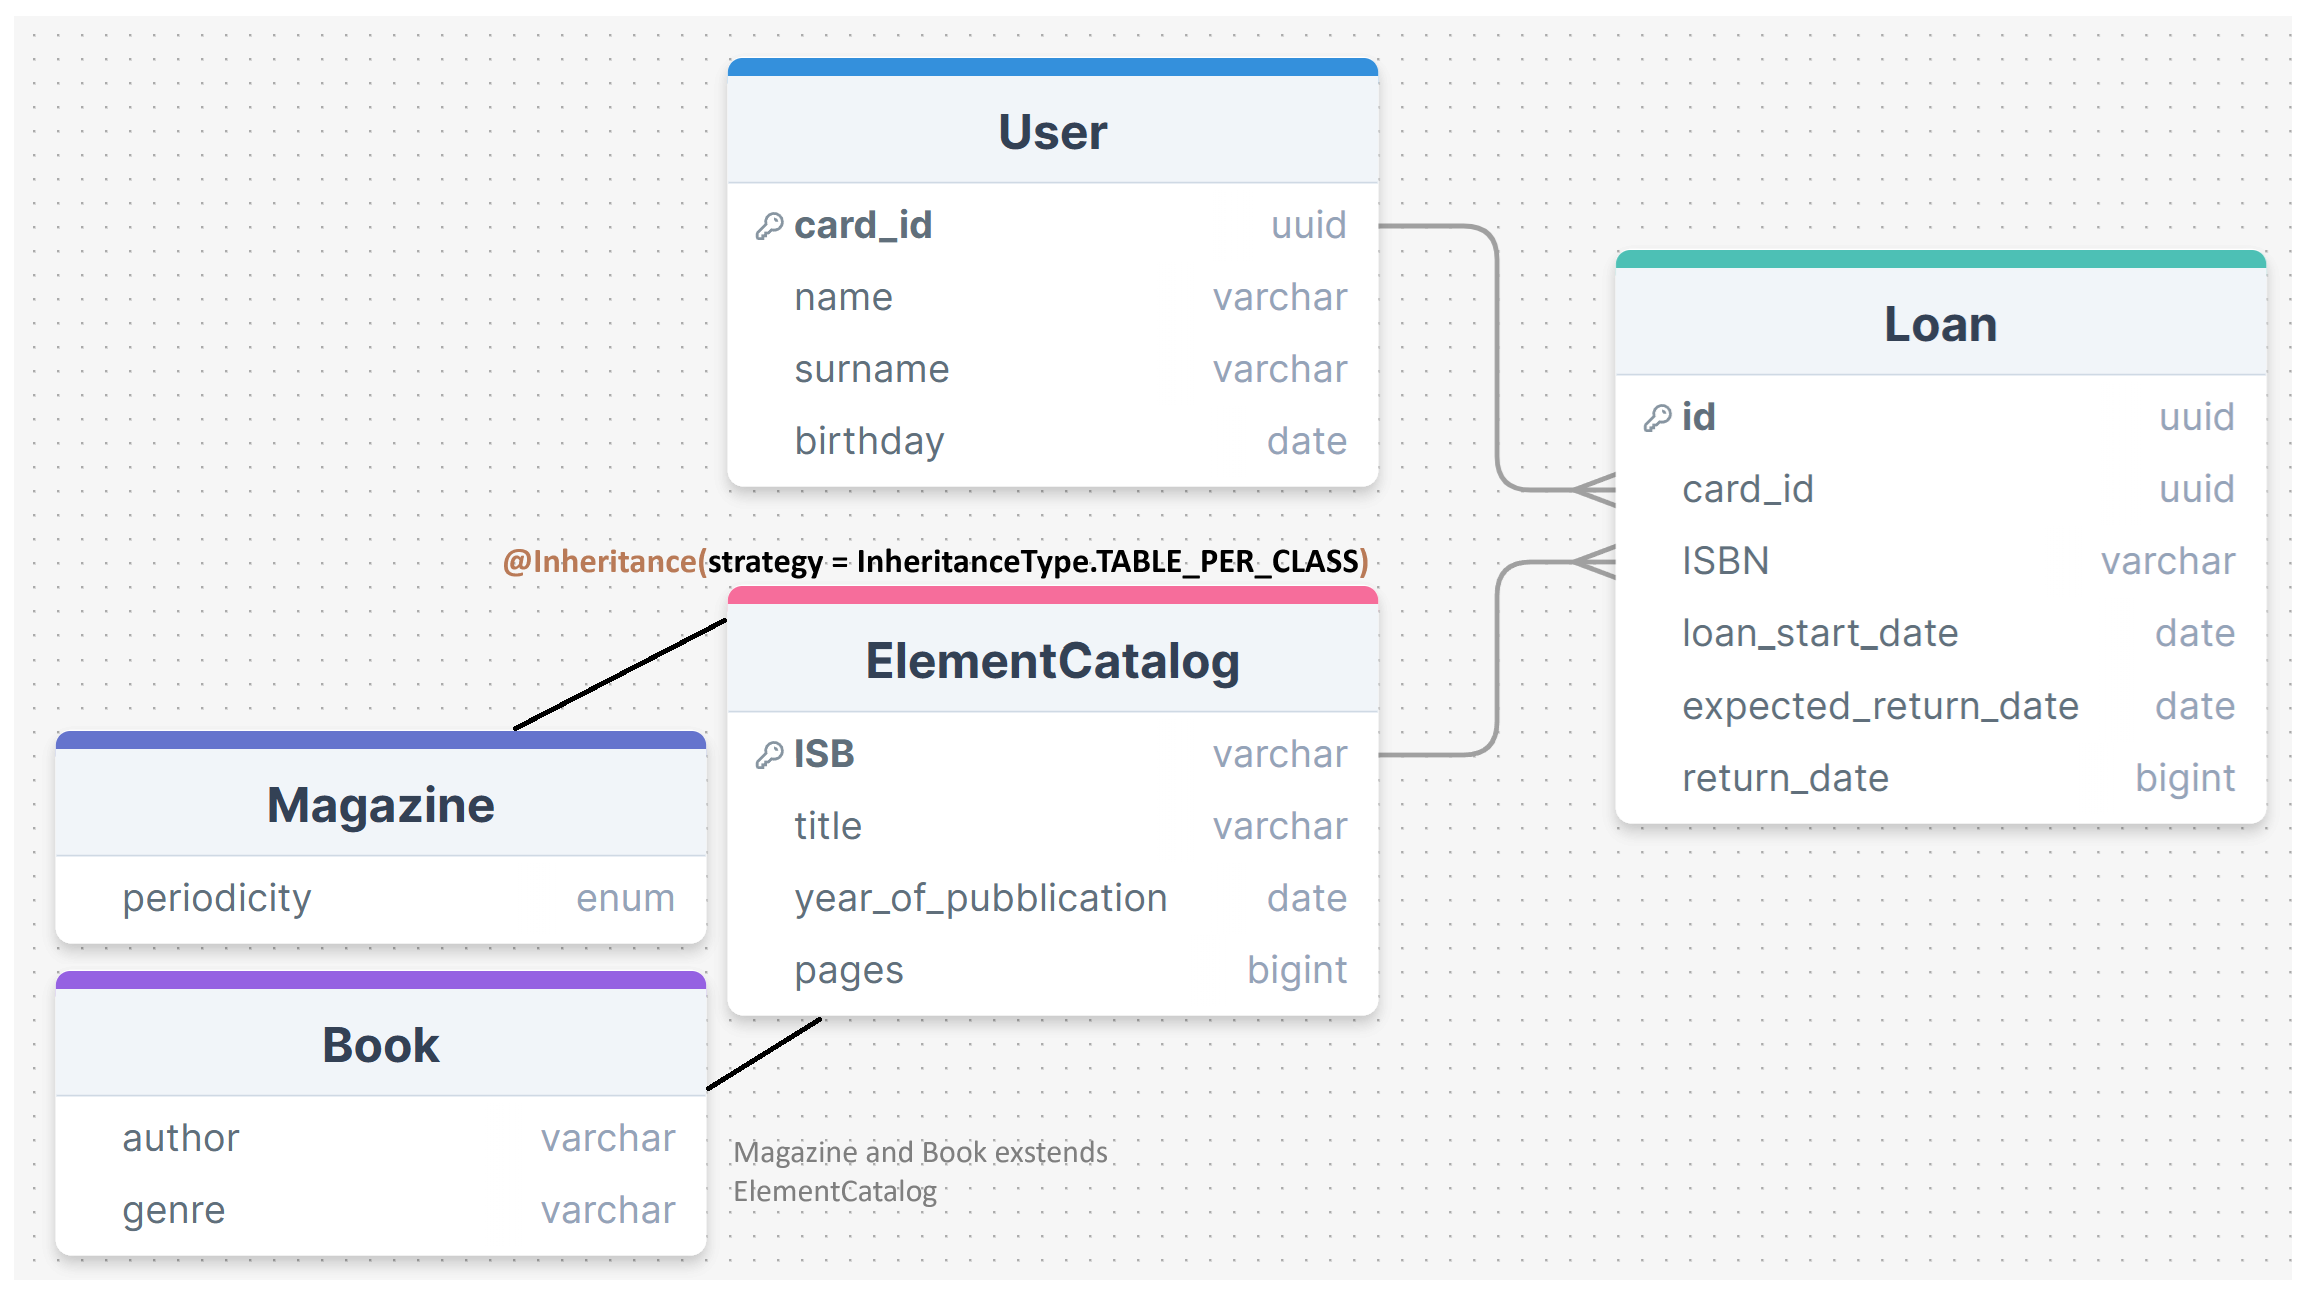 User
card_id uuid
name varchar
surname varchar
birthday date
Loan
id uuid
card_id uuid
ISBN varchar
loan_start_date date
expected_return_date date
return_date bigint
@Inheritance(strategy = InheritanceType.TABLE_PER_CLASS)
ElementCatalog
ISB varchar
title varchar
year_of_pubblication date
pages bigint
Magazine
periodicity enum
Book
author varchar
genre varchar
Magazine and Book exstends
ElementCatalog